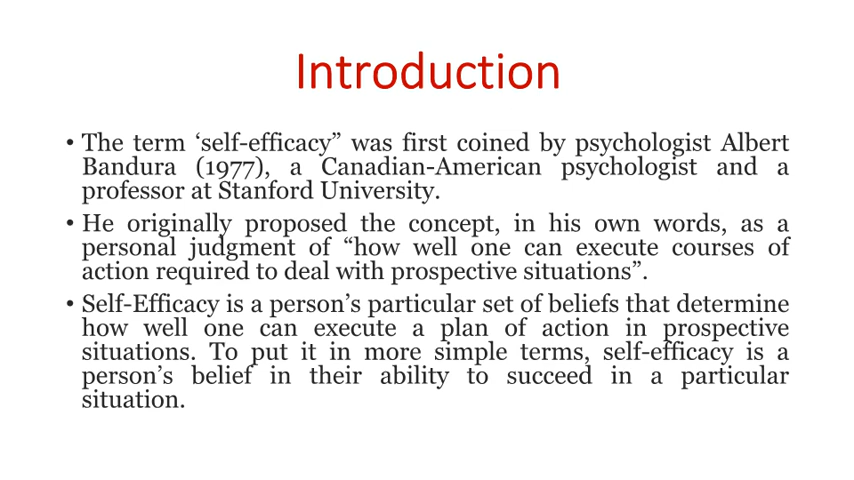 Introduction
• The term ‘self-efficacy” was first coined by psychologist Albert
Bandura (1977), a Canadian-American psychologist and a
professor at Stanford University.
• He originally proposed the concept, in his own words, as a
personal judgment of “how well one can execute courses of
action required to deal with prospective situations”.
• Self-Efficacy is a person’s particular set of beliefs that determine
how well one can execute a plan of action in prospective
situations. To put it in more simple terms, self-efficacy is a
person’s belief in their ability to succeed in a particular
situation.